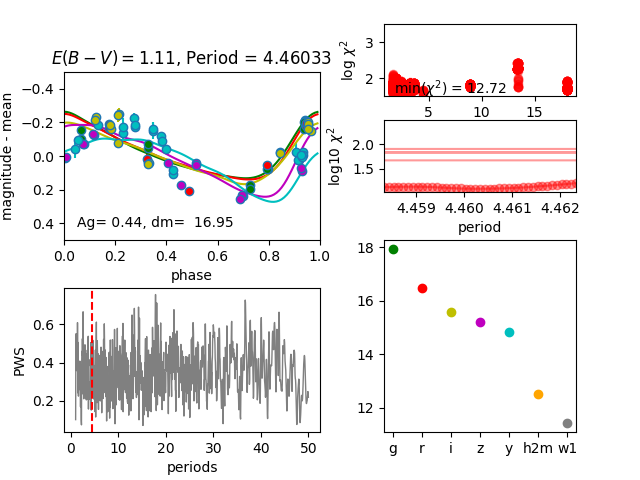 E(B − V) = 1.11, Period = 4.46033
magnitude - mean
−0.4
−0.2
0.0
0.2
0.4
Ag= 0.44, dm= 16.95
0.0 0.2 0.4 0.6 0.8 1.0
phase
log χ²
3
2
min(χ²) = 12.72
5 10 15
log10 χ²
2.0
1.5
4.459 4.460 4.461 4.462
period
PWS
0.6
0.4
0.2
0 10 20 30 40 50
periods
18
16
14
12
g r i z y h2m w1